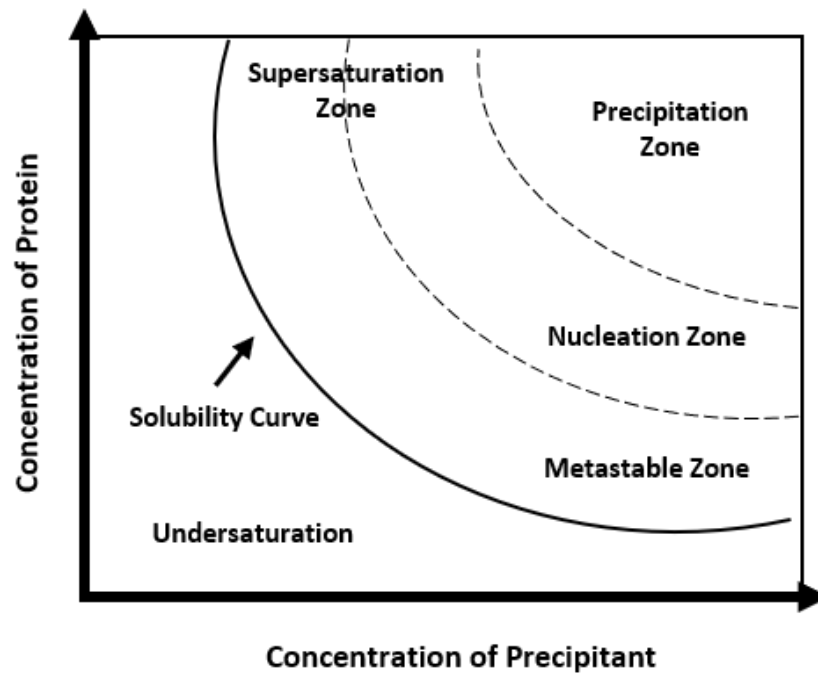 Supersaturation
Zone
Precipitation
Zone
Concentration of Protein
Nucleation Zone
Solubility Curve
Metastable Zone
Undersaturation
Concentration of Precipitant